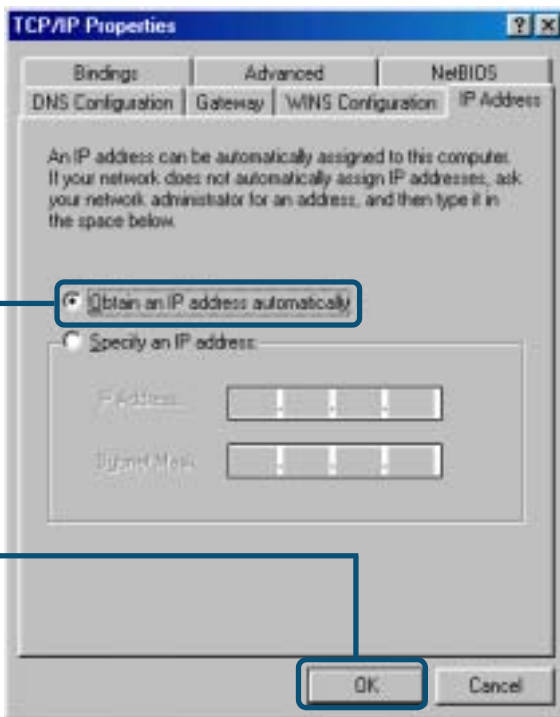 TCP/IP Properties
Bindings Advanced NetBIOS
DNS Configuration Gateway WINS Configuration IP Address
An IP address can be automatically assigned to this computer.
If your network does not automatically assign IP addresses, ask
your network administrator for an address, and then type it in
the space below.
Obtain an IP address automatically
Specify an IP address:
IP Address:
Subnet Mask:
OK Cancel